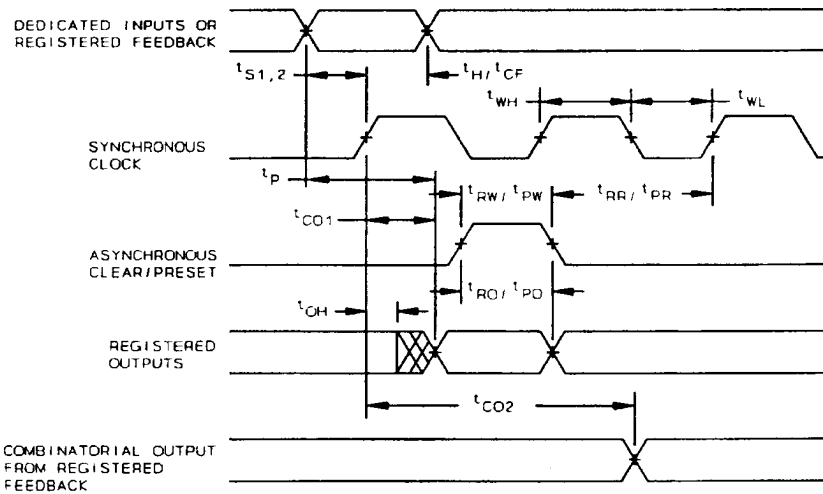 DEDICATED INPUTS OR
REGISTERED FEEDBACK
tS1,2
tH/tCF
tWH
tWL
SYNCHRONOUS
CLOCK
tP
tRW/tPW
tRR/tPR
tCO1
ASYNCHRONOUS
CLEAR/PRESET
tRO/tPO
tOH
REGISTERED
OUTPUTS
tCO2
COMBINATORIAL OUTPUT
FROM REGISTERED
FEEDBACK